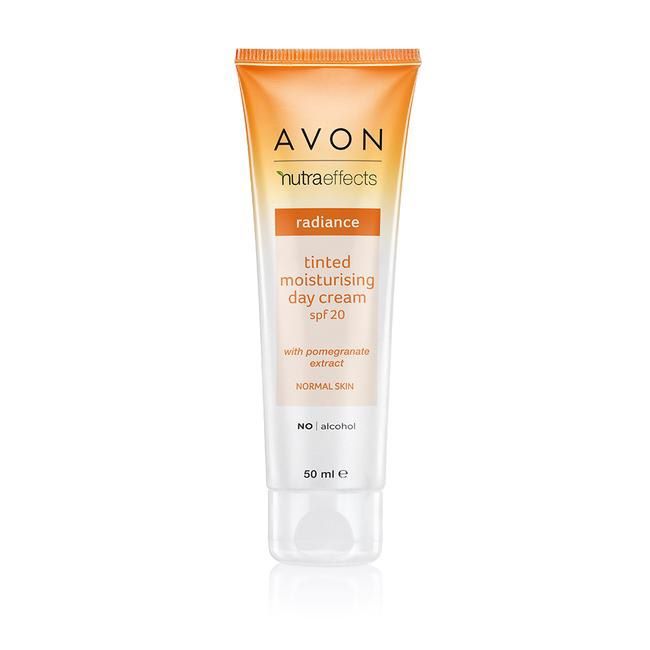 AVON
nutraeffects
radiance
tinted
moisturising
day cream
spf 20
with pomegranate
extract
NORMAL SKIN
NO | alcohol
50 ml ℮